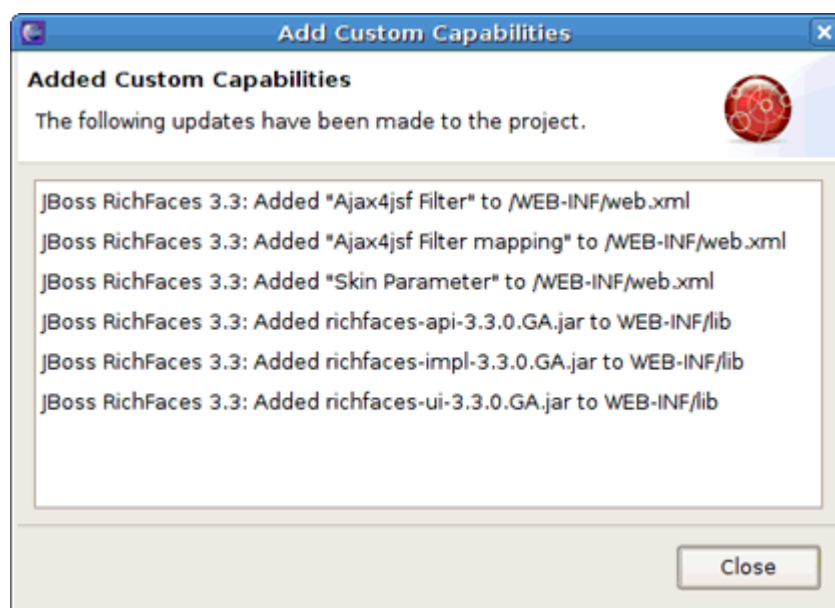 Add Custom Capabilities
Added Custom Capabilities
The following updates have been made to the project.
JBoss RichFaces 3.3: Added "Ajax4jsf Filter" to /WEB-INF/web.xml
JBoss RichFaces 3.3: Added "Ajax4jsf Filter mapping" to /WEB-INF/web.xml
JBoss RichFaces 3.3: Added "Skin Parameter" to /WEB-INF/web.xml
JBoss RichFaces 3.3: Added richfaces-api-3.3.0.GA.jar to WEB-INF/lib
JBoss RichFaces 3.3: Added richfaces-impl-3.3.0.GA.jar to WEB-INF/lib
JBoss RichFaces 3.3: Added richfaces-ui-3.3.0.GA.jar to WEB-INF/lib
Close